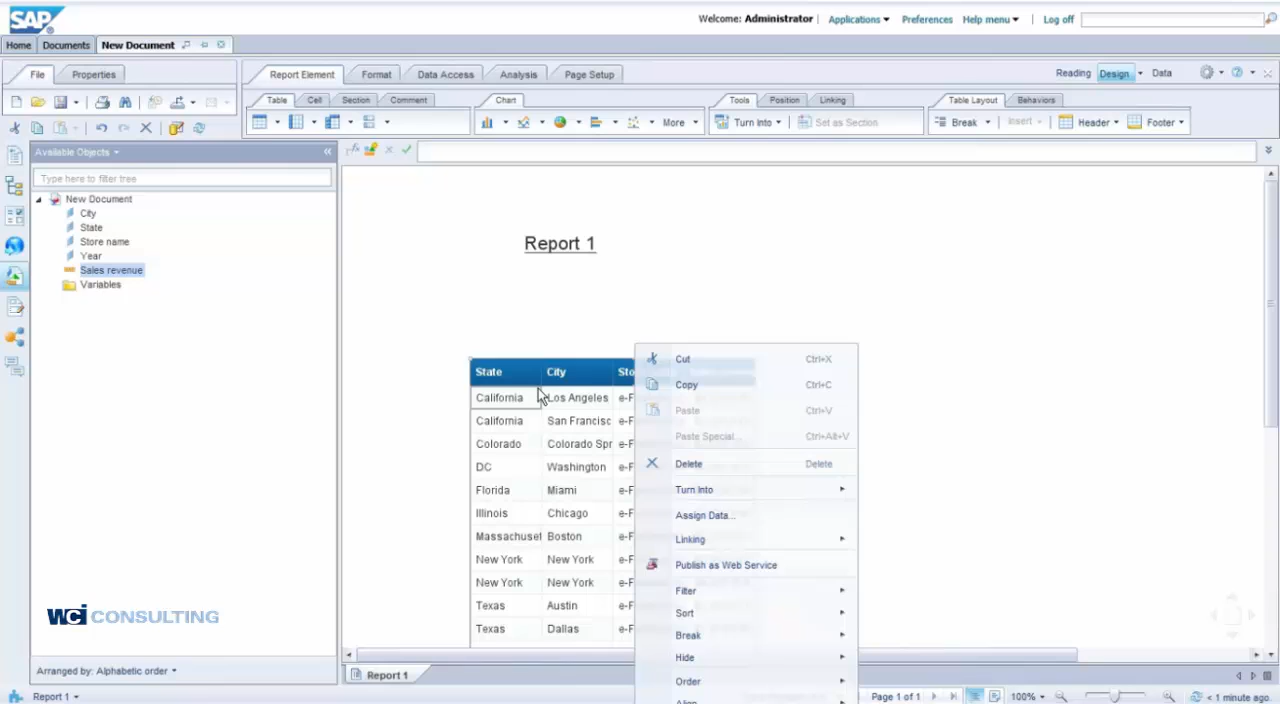 SAP
Welcome: Administrator | Applications | Preferences Help menu | Log off
Home Documents New Document
File Properties
Report Element Format Data Access Analysis Page Setup
Reading Design Data
Table Cell Section Comment Chart Tools Position Linking Table Layout Behaviors
More Turn Into Set as Section Break Insert Header Footer
Available Objects
Type here to filter tree
New Document
City
State
Store name
Year
Sales revenue
Variables
Report 1
State City Sto
California Los Angeles e-F
California San Francisc e-F
Colorado Colorado Spr e-F
DC Washington e-F
Florida Miami e-F
Illinois Chicago e-F
Massachuset Boston e-F
New York New York e-F
New York New York e-F
Texas Austin e-F
Texas Dallas e-F
Cut Ctrl+X
Copy Ctrl+C
Paste Ctrl+V
Paste Special... Ctrl+Alt+V
Delete Delete
Turn Into
Assign Data...
Linking
Publish as Web Service
Filter
Sort
Break
Hide
Order
Align
WCI CONSULTING
Arranged by: Alphabetic order
Report 1
Report 1
Page 1 of 1
100%
< 1 minute ago